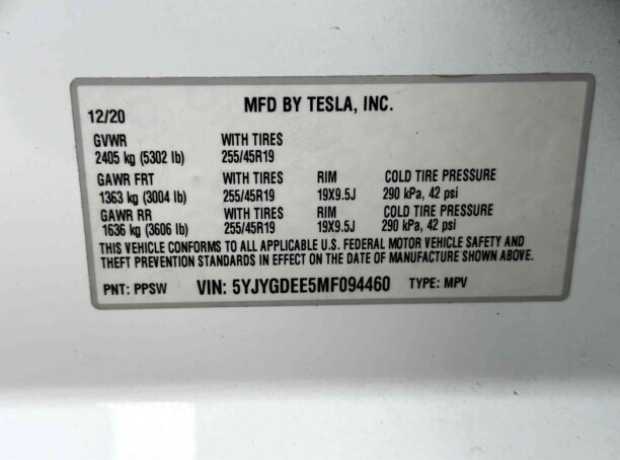 MFD BY TESLA, INC.
12/20
GVWR WITH TIRES
2405 kg (5302 lb) 255/45R19
GAWR FRT WITH TIRES RIM COLD TIRE PRESSURE
1363 kg (3004 lb) 255/45R19 19X9.5J 290 kPa, 42 psi
GAWR RR WITH TIRES RIM COLD TIRE PRESSURE
1636 kg (3606 lb) 255/45R19 19X9.5J 290 kPa, 42 psi
THIS VEHICLE CONFORMS TO ALL APPLICABLE U.S. FEDERAL MOTOR VEHICLE SAFETY AND
THEFT PREVENTION STANDARDS IN EFFECT ON THE DATE OF MANUFACTURE SHOWN ABOVE.
PNT: PPSW VIN: 5YJYGDEE5MF094460 TYPE: MPV